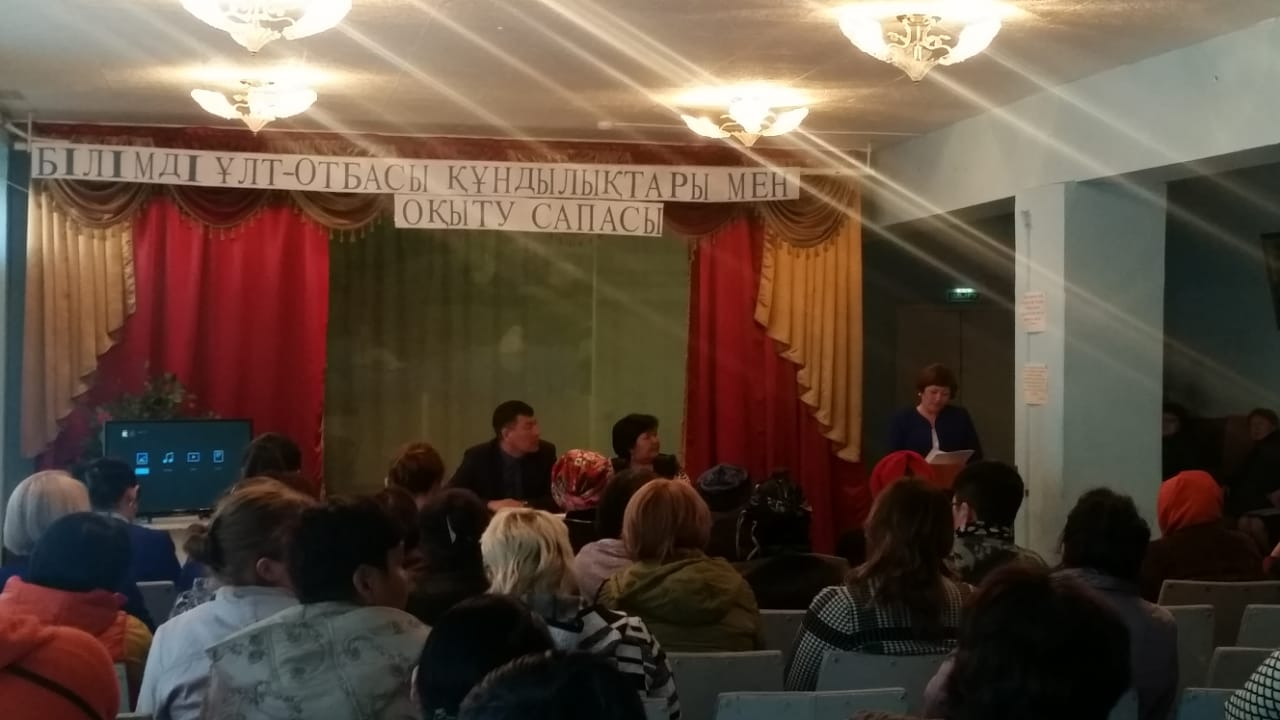 БІЛІМДІ ҰЛТ-ОТБАСЫ ҚҰНДЫЛЫҚТАРЫ МЕН
ОҚЫТУ САПАСЫ